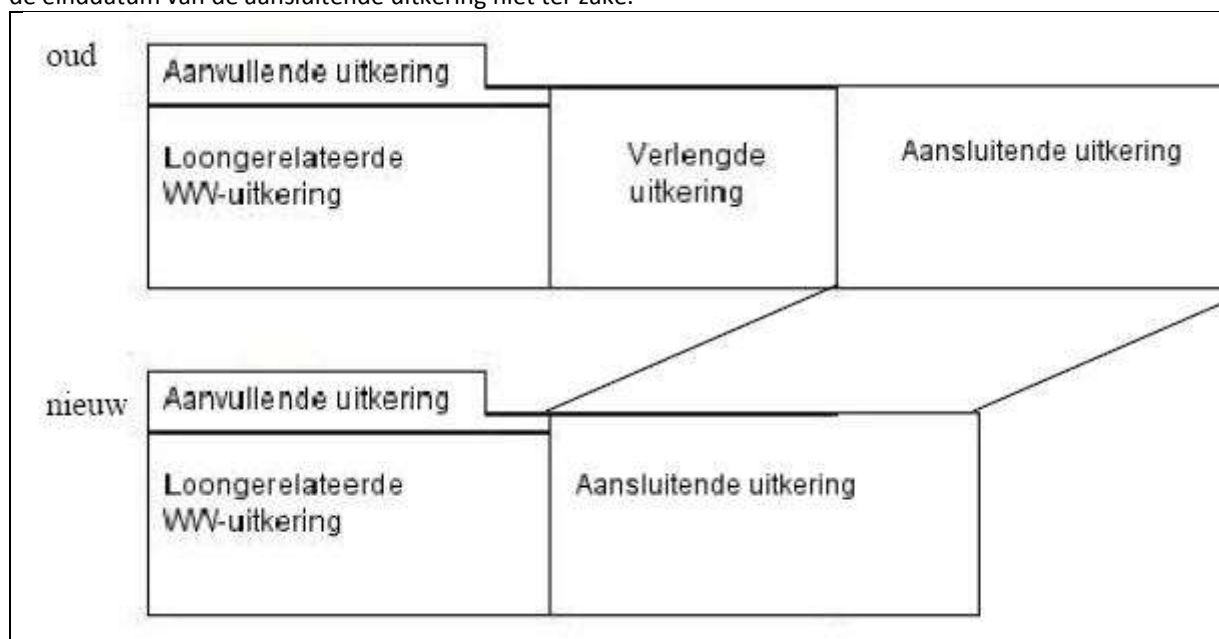 de einddatum van de aansluitende uitkering niet ter zake.
oud
Aanvullende uitkering
Loongerelateerde
WW-uitkering
Verlengde
uitkering
Aansluitende uitkering
nieuw
Aanvullende uitkering
Loongerelateerde
WW-uitkering
Aansluitende uitkering